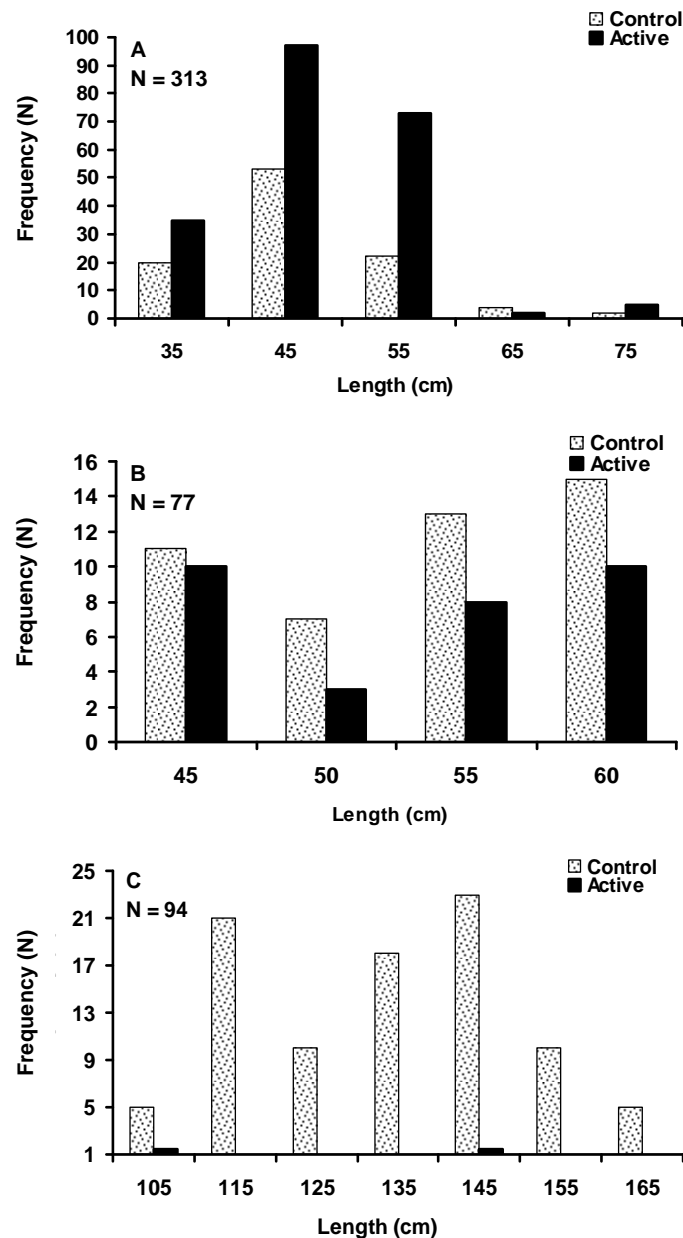 Control
Active
A
N = 313
Frequency (N)
100
90
80
70
60
50
40
30
20
10
0
35 45 55 65 75
Length (cm)
Control
Active
B
N = 77
Frequency (N)
16
14
12
10
8
6
4
2
0
45 50 55 60
Length (cm)
Control
Active
C
N = 94
Frequency (N)
25
21
17
13
9
5
1
105 115 125 135 145 155 165
Length (cm)